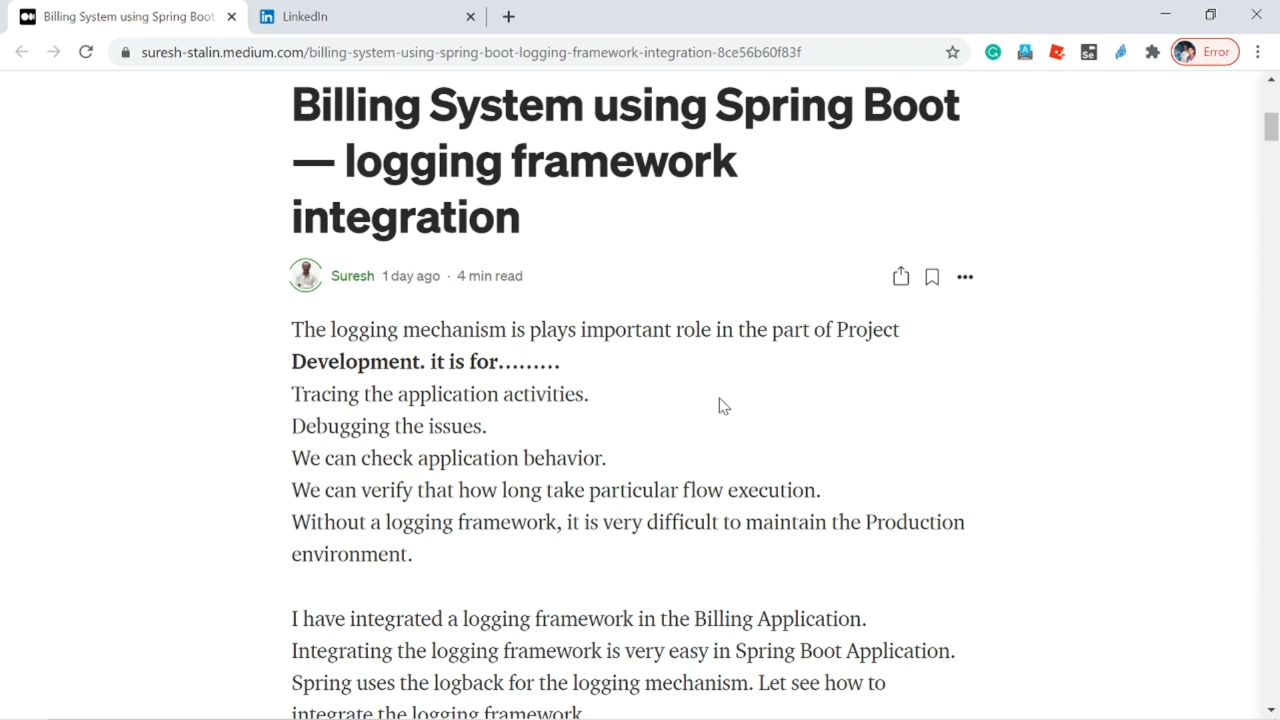 Billing System using Spring Boot
LinkedIn
suresh-stalin.medium.com/billing-system-using-spring-boot-logging-framework-integration-8ce56b60f83f
Error
Billing System using Spring Boot
— logging framework
integration
Suresh 1 day ago · 4 min read
The logging mechanism is plays important role in the part of Project
Development. it is for………
Tracing the application activities.
Debugging the issues.
We can check application behavior.
We can verify that how long take particular flow execution.
Without a logging framework, it is very difficult to maintain the Production
environment.
I have integrated a logging framework in the Billing Application.
Integrating the logging framework is very easy in Spring Boot Application.
Spring uses the logback for the logging mechanism. Let see how to
integrate the logging framework